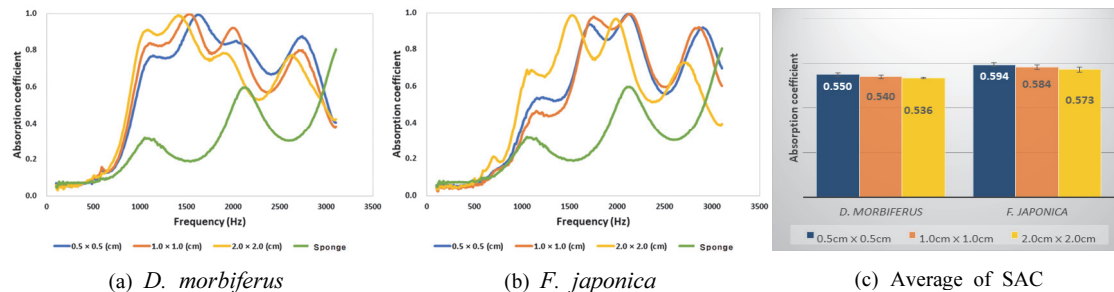 1.0
0.8
0.6
0.4
0.2
0.0
Absorption coefficient
0 500 1000 1500 2000 2500 3000 3500
Frequency (Hz)
0.5 × 0.5 (cm) 1.0 × 1.0 (cm) 2.0 × 2.0 (cm) Sponge
(a) D. morbiferus
1.0
0.8
0.6
0.4
0.2
0.0
Absorption coefficient
0 500 1000 1500 2000 2500 3000 3500
Frequency (Hz)
0.5 × 0.5 (cm) 1.0 × 1.0 (cm) 2.0 × 2.0 (cm) Sponge
(b) F. japonica
Absorption coefficient
0.550 0.540 0.536 0.594 0.584 0.573
D. MORBIFERUS F. JAPONICA
0.5cm x 0.5cm 1.0cm x 1.0cm 2.0cm x 2.0cm
(c) Average of SAC